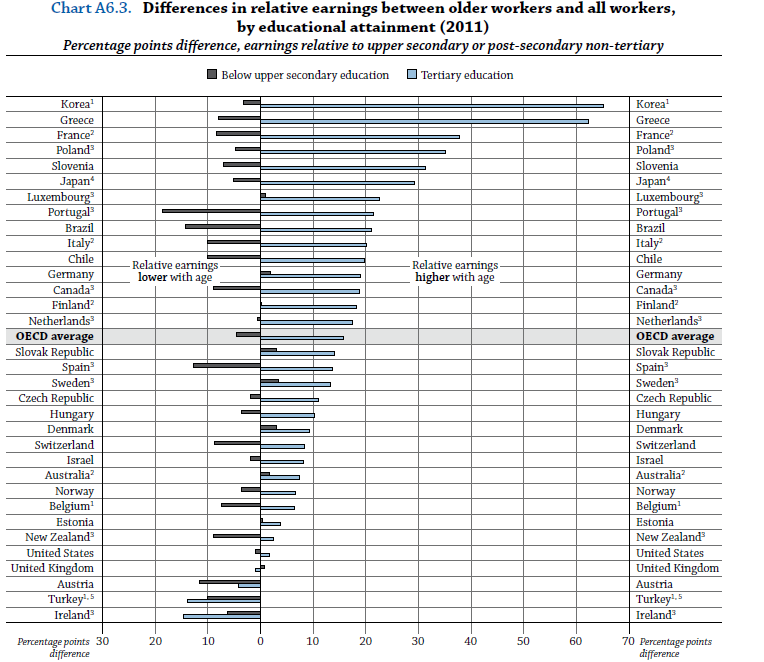 Chart A6.3. Differences in relative earnings between older workers and all workers,
by educational attainment (2011)
Percentage points difference, earnings relative to upper secondary or post-secondary non-tertiary
Below upper secondary education Tertiary education
Korea¹ Korea¹
Greece Greece
France² France²
Poland³ Poland³
Slovenia Slovenia
Japan⁴ Japan⁴
Luxembourg³ Luxembourg³
Portugal³ Portugal³
Brazil Brazil
Italy² Italy²
Chile Chile
Relative earnings
lower with age
Relative earnings
higher with age
Germany Germany
Canada³ Canada³
Finland² Finland²
Netherlands³ Netherlands³
OECD average OECD average
Slovak Republic Slovak Republic
Spain³ Spain³
Sweden³ Sweden³
Czech Republic Czech Republic
Hungary Hungary
Denmark Denmark
Switzerland Switzerland
Israel Israel
Australia² Australia²
Norway Norway
Belgium¹ Belgium¹
Estonia Estonia
New Zealand³ New Zealand³
United States United States
United Kingdom United Kingdom
Austria Austria
Turkey¹,⁵ Turkey¹,⁵
Ireland³ Ireland³
Percentage points
difference
30 20 10 0 10 20 30 40 50 60 70
Percentage points
difference